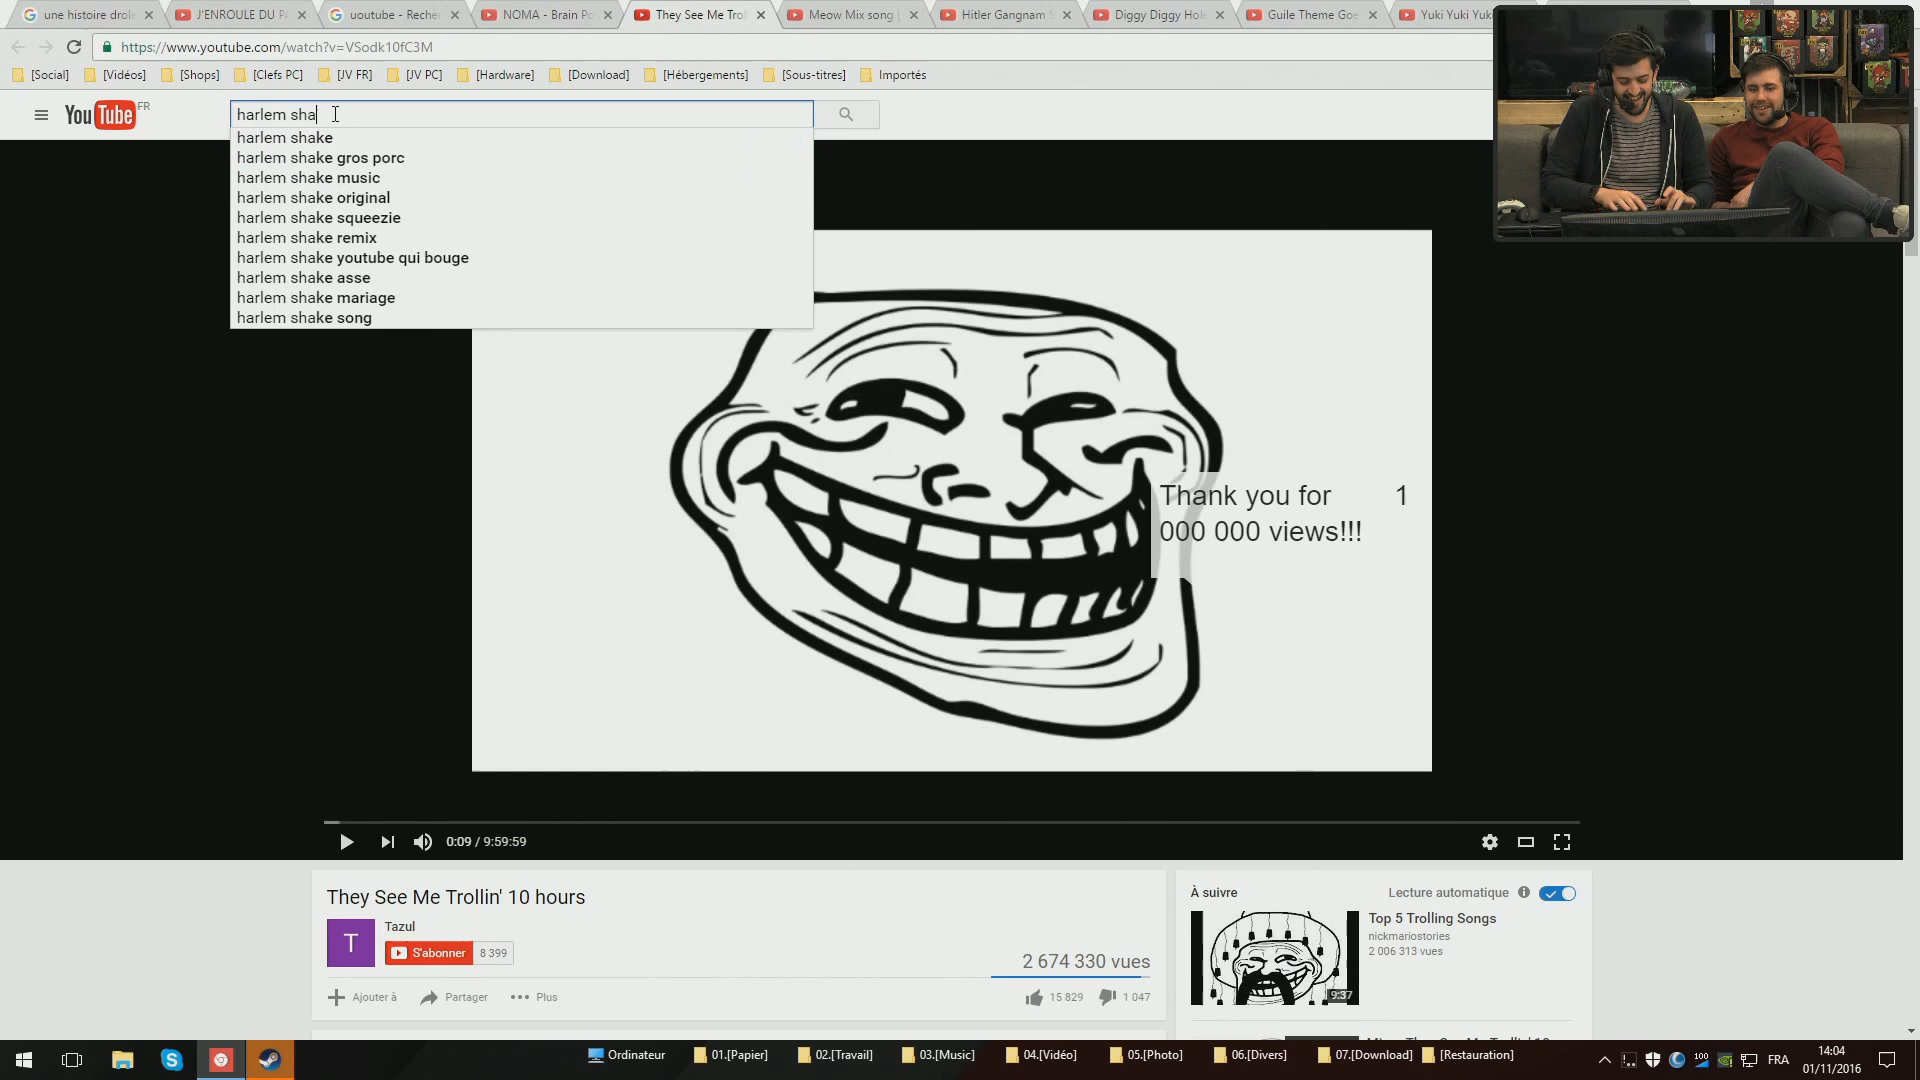 une histoire drole
J'ENROULE DU P
uoutube - Recher
NOMA - Brain Po
They See Me Trol
Meow Mix song
Hitler Gangnam S
Diggy Diggy Hol
Guile Theme Goe
Yuki Yuki Yuk
https://www.youtube.com/watch?v=VSodk10fC3M
[Social]
[Vidéos]
[Shops]
[Clefs PC]
[JV FR]
[JV PC]
[Hardware]
[Download]
[Hébergements]
[Sous-titres]
Importés
YouTube FR
harlem sha
harlem shake
harlem shake gros porc
harlem shake music
harlem shake original
harlem shake squeezie
harlem shake remix
harlem shake youtube qui bouge
harlem shake asse
harlem shake mariage
harlem shake song
Thank you for 1
000 000 views!!!
0:09 / 9:59:59
They See Me Trollin' 10 hours
T
Tazul
S'abonner
8 399
2 674 330 vues
Ajouter à
Partager
Plus
15 829
1 047
À suivre
Lecture automatique
Top 5 Trolling Songs
nickmariostories
2 006 313 vues
9:37
Ordinateur
01.[Papier]
02.[Travail]
03.[Music]
04.[Vidéo]
05.[Photo]
06.[Divers]
07.[Download]
[Restauration]
100
FRA
14:04
01/11/2016